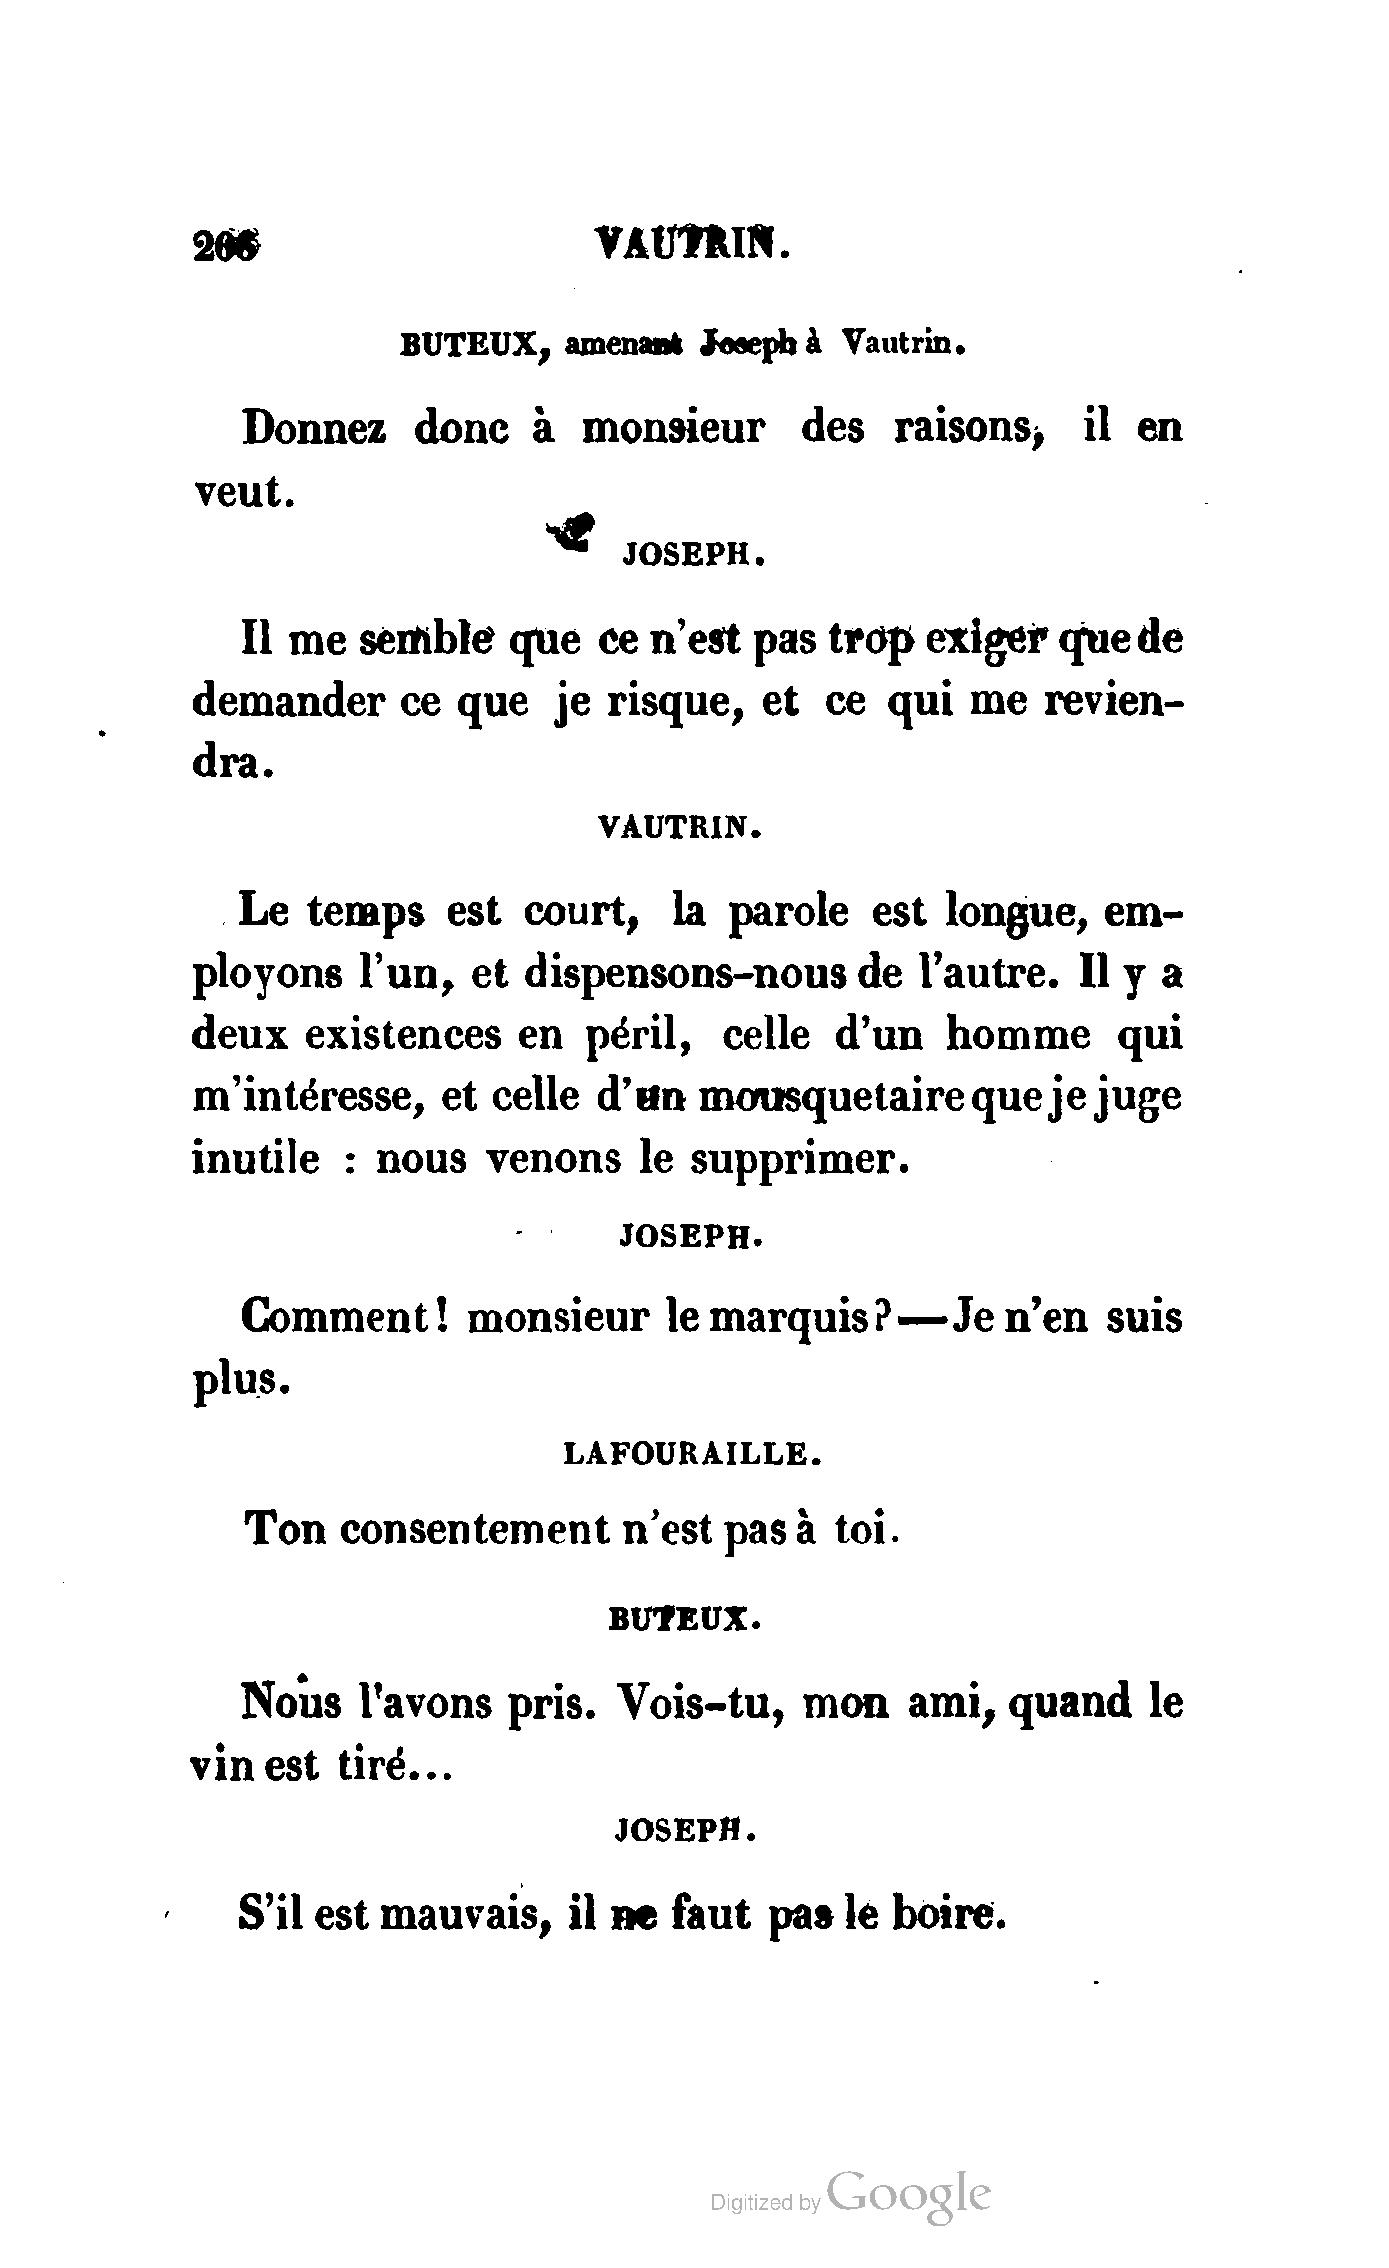 VAUTRIN.
BUTEUX, amenant Joseph à Vautrin.
Donnez donc à monsieur des raisons, il en
veut.
JOSEPH.
Il me semble que ce n'est pas trop exiger que de
demander ce que je risque, et ce qui me revien-
dra.
VAUTRIN.
Le temps est court, la parole est longue, em-
ployons l'un, et dispensons-nous de l'autre. Il y a
deux existences en péril, celle d'un homme qui
m'intéresse, et celle d'un mousquetaire que je juge
inutile : nous venons le supprimer.
JOSEPH.
Comment! monsieur le marquis?—Je n'en suis
plus.
LAFOURAILLE.
Ton consentement n'est pas à toi.
BUTEUX.
Nous l'avons pris. Vois-tu, mon ami, quand le
vin est tiré...
JOSEPH.
S'il est mauvais, il ne faut pas le boire.
Digitized by Google